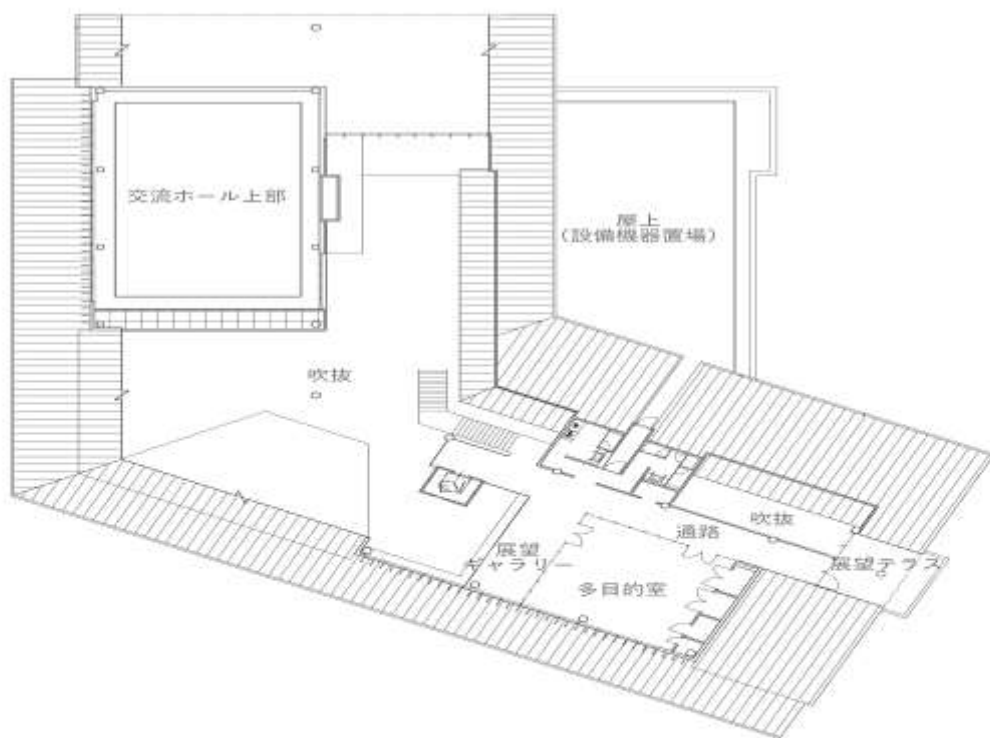 交流ホール上部
屋上
（設備機器置場）
吹抜
吹抜
通路
展望
ギャラリー
展望テラス
多目的室